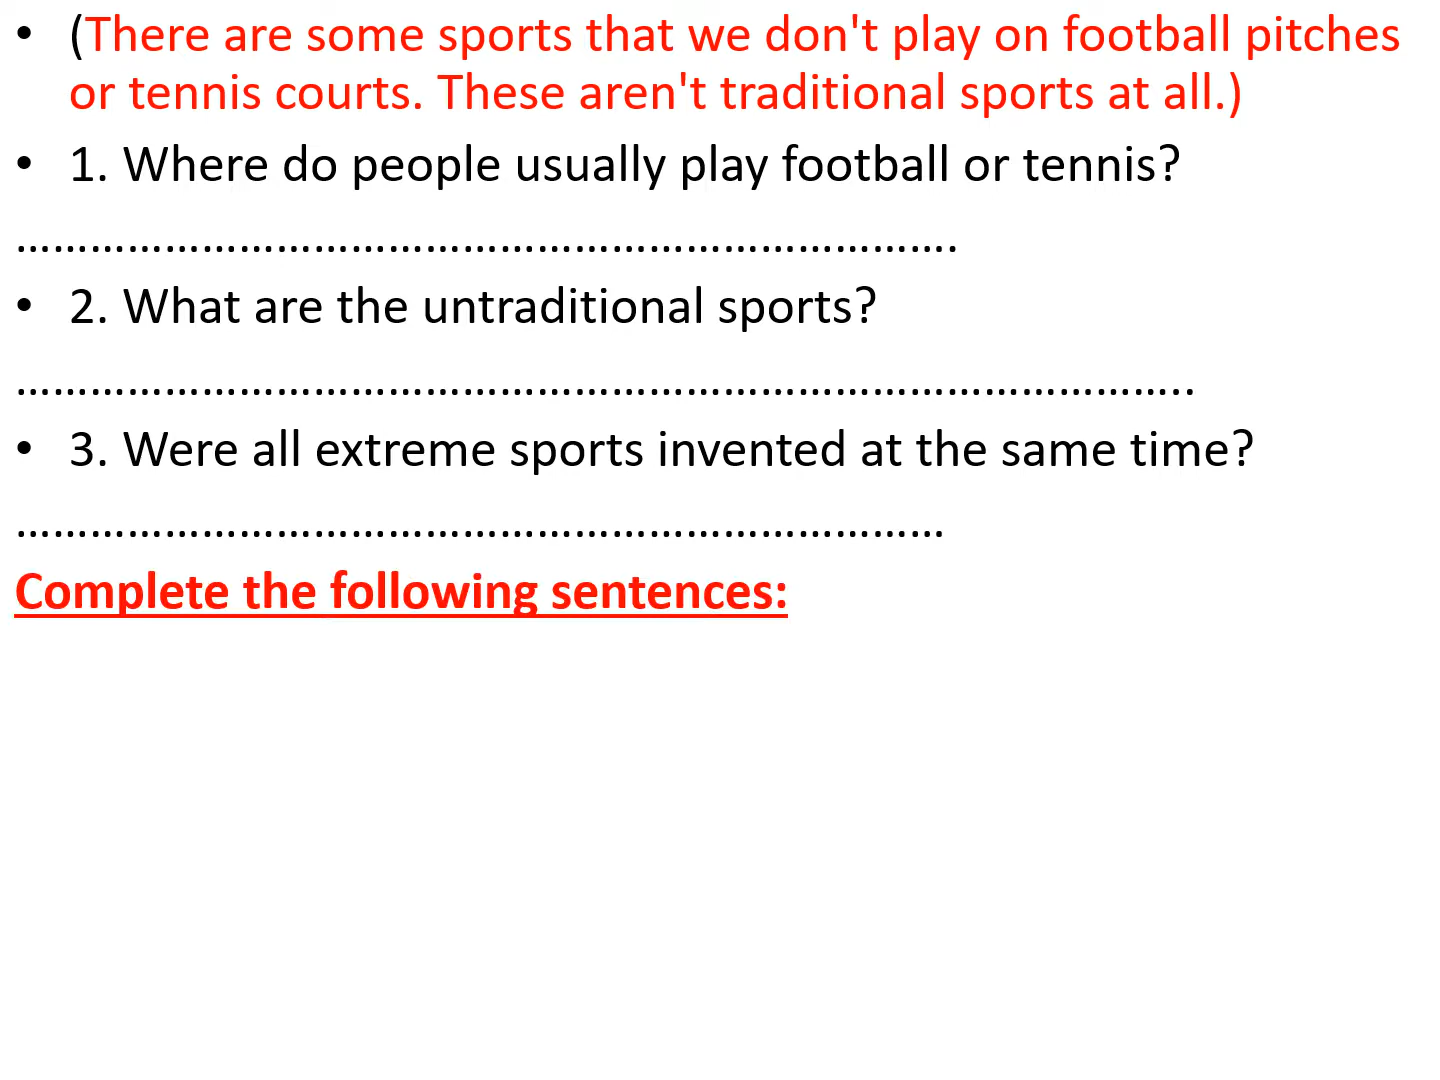 • (There are some sports that we don't play on football pitches
or tennis courts. These aren't traditional sports at all.)
• 1. Where do people usually play football or tennis?
………………………………………………………………….
• 2. What are the untraditional sports?
…………………………………………………………………………………..
• 3. Were all extreme sports invented at the same time?
…………………………………………………………………
Complete the following sentences: